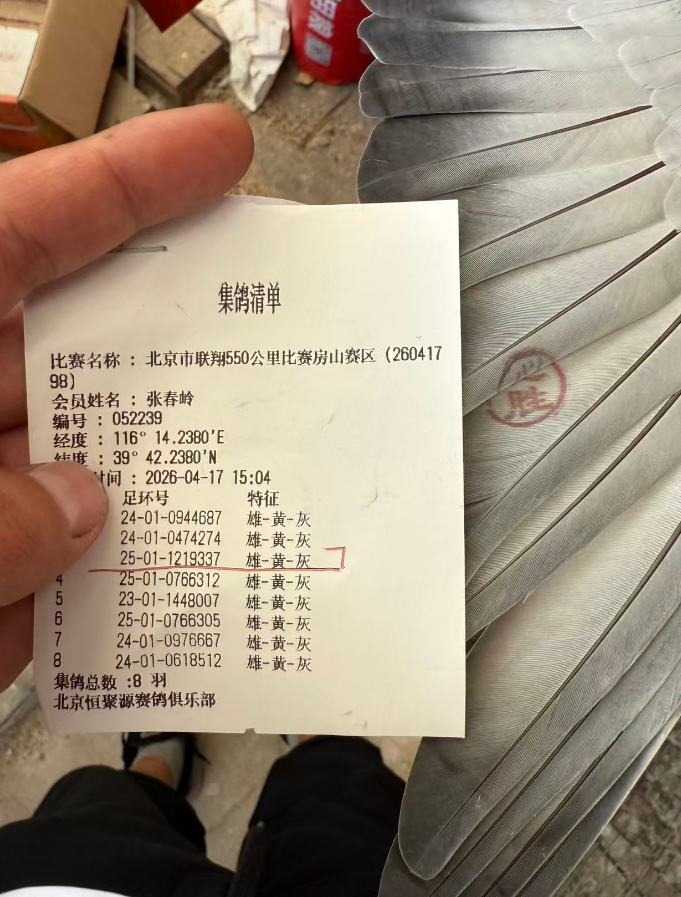 集鸽清单
比赛名称 : 北京市联翔550公里比赛房山赛区 (260417
98)
会员姓名 : 张春岭
编号 : 052239
经度 : 116° 14.2380'E
纬度 : 39° 42.2380'N
时间 : 2026-04-17 15:04
足环号 特征
24-01-0944687 雄-黄-灰
24-01-0474274 雄-黄-灰
25-01-1219337 雄-黄-灰
4 25-01-0766312 雄-黄-灰
5 23-01-1448007 雄-黄-灰
6 25-01-0766305 雄-黄-灰
7 24-01-0976667 雄-黄-灰
8 24-01-0618512 雄-黄-灰
集鸽总数 :8 羽
北京恒聚源赛鸽俱乐部
必胜